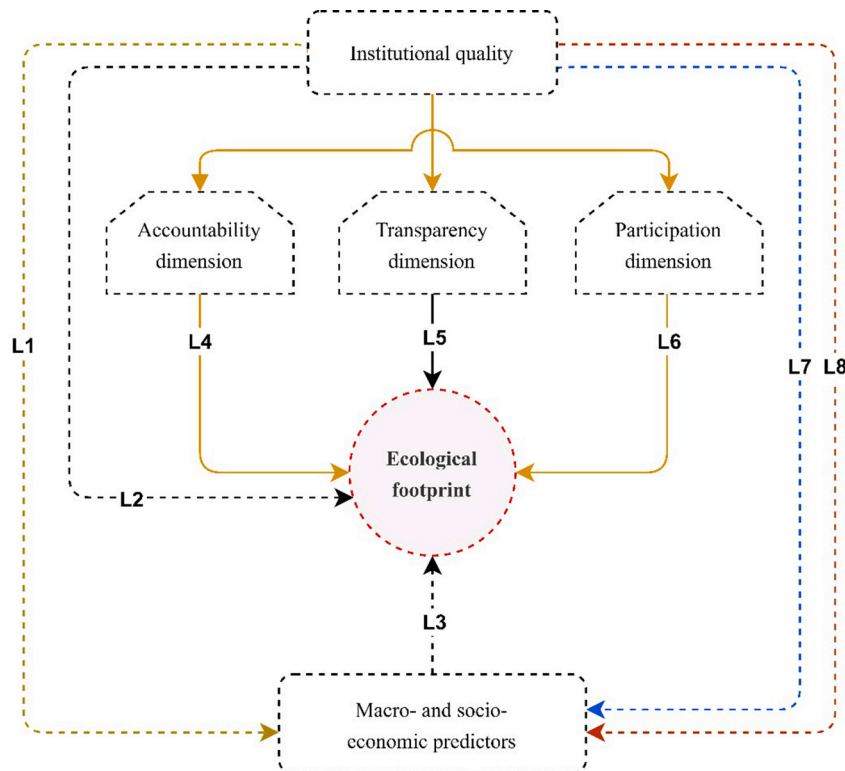 Institutional quality
Accountability
dimension
Transparency
dimension
Participation
dimension
L1
L4
L5
L6
L7
L8
Ecological
footprint
L2
L3
Macro- and socio-
economic predictors